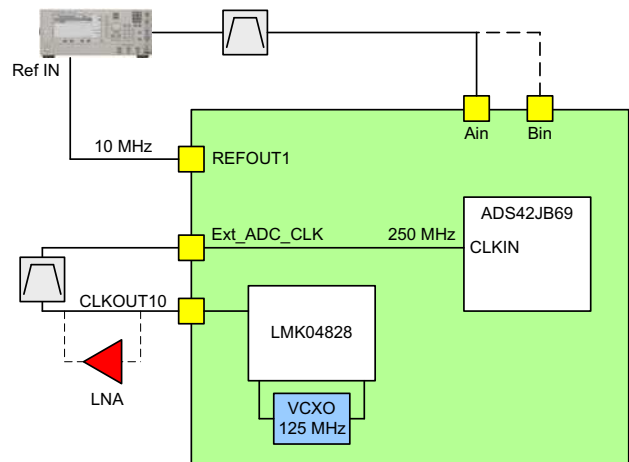 Ref IN
Ain
Bin
10 MHz
REFOUT1
ADS42JB69
Ext_ADC_CLK
250 MHz
CLKIN
CLKOUT10
LMK04828
LNA
VCXO
125 MHz